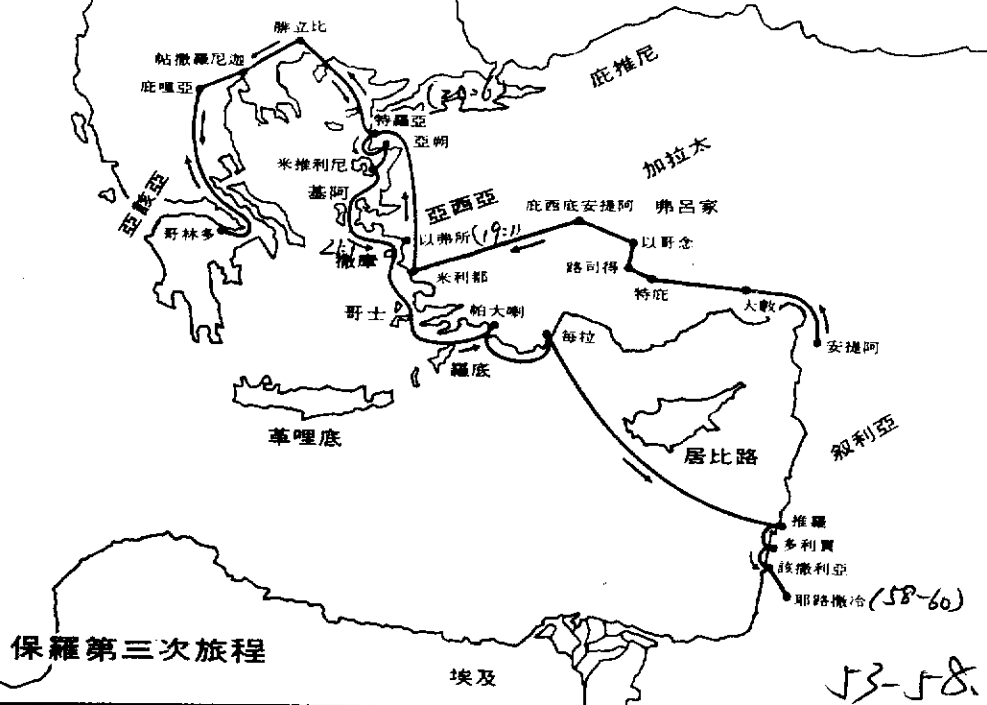 腓立比
帖撒羅尼迦
庇推尼
庇哩亞
(20:6
特羅亞
亞朔
米推利尼
加拉太
基阿
亞西亞
庇西底安提阿
弗呂家
亞該亞
哥林多
以弗所(19:1)
以哥念
撒摩
路司得
米利都
特庇
大數
哥士
帕大喇
每拉
安提阿
羅底
革哩底
居比路
叙利亞
推羅
多利買
該撒利亞
耶路撒冷(58-60)
保羅第三次旅程
埃及
53-58.